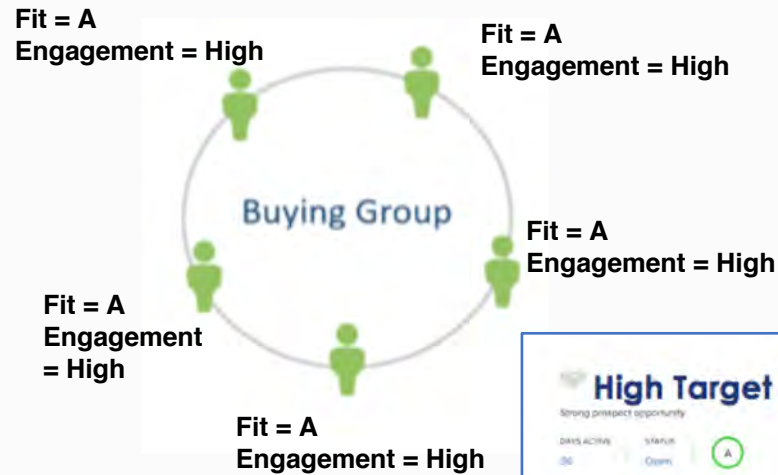 Fit = A
Engagement = High
Fit = A
Engagement = High
Buying Group
Fit = A
Engagement = High
Fit = A
Engagement
= High
Fit = A
Engagement = High
High Target
Strong prospect opportunity
DAYS ACTIVE
STATUS
A